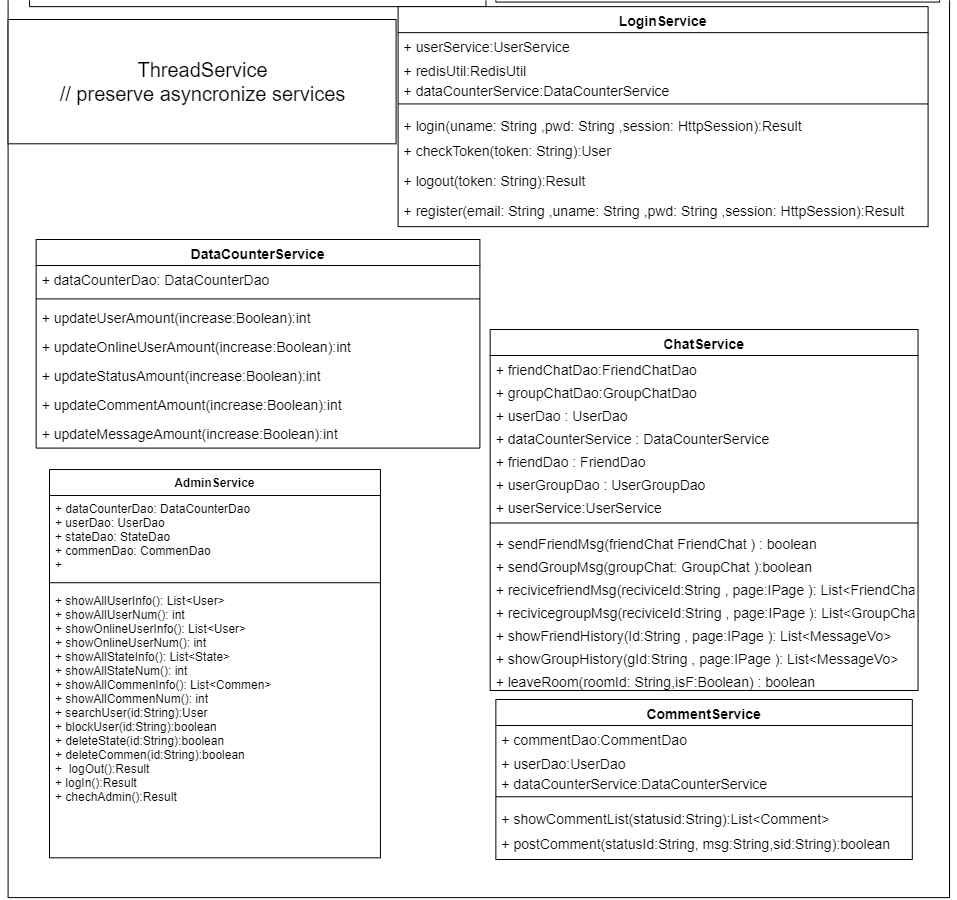 ThreadService
// preserve asyncronize services
LoginService
+ userService:UserService
+ redisUtil:RedisUtil
+ dataCounterService:DataCounterService
+ login(uname: String ,pwd: String ,session: HttpSession):Result
+ checkToken(token: String):User
+ logout(token: String):Result
+ register(email: String ,uname: String ,pwd: String ,session: HttpSession):Result
DataCounterService
+ dataCounterDao: DataCounterDao
+ updateUserAmount(increase:Boolean):int
+ updateOnlineUserAmount(increase:Boolean):int
+ updateStatusAmount(increase:Boolean):int
+ updateCommentAmount(increase:Boolean):int
+ updateMessageAmount(increase:Boolean):int
ChatService
+ friendChatDao:FriendChatDao
+ groupChatDao:GroupChatDao
+ userDao : UserDao
+ dataCounterService : DataCounterService
+ friendDao : FriendDao
+ userGroupDao : UserGroupDao
+ userService:UserService
+ sendFriendMsg(friendChat FriendChat ) : boolean
+ sendGroupMsg(groupChat: GroupChat ):boolean
+ recivicefriendMsg(reciviceId:String , page:IPage ): List<FriendCha
+ recivicegroupMsg(reciviceId:String , page:IPage ): List<GroupCha
+ showFriendHistory(Id:String , page:IPage ): List<MessageVo>
+ showGroupHistory(gId:String , page:IPage ): List<MessageVo>
+ leaveRoom(roomId: String,isF:Boolean) : boolean
AdminService
+ dataCounterDao: DataCounterDao
+ userDao: UserDao
+ stateDao: StateDao
+ commenDao: CommenDao
+
+ showAllUserInfo(): List<User>
+ showAllUserNum(): int
+ showOnlineUserInfo(): List<User>
+ showOnlineUserNum(): int
+ showAllStateInfo(): List<State>
+ showAllStateNum(): int
+ showAllCommenInfo(): List<Commen>
+ showAllCommenNum(): int
+ searchUser(id:String):User
+ blockUser(id:String):boolean
+ deleteState(id:String):boolean
+ deleteCommen(id:String):boolean
+ logOut():Result
+ logIn():Result
+ chechAdmin():Result
CommentService
+ commentDao:CommentDao
+ userDao:UserDao
+ dataCounterService:DataCounterService
+ showCommentList(statusid:String):List<Comment>
+ postComment(statusId:String, msg:String,sid:String):boolean